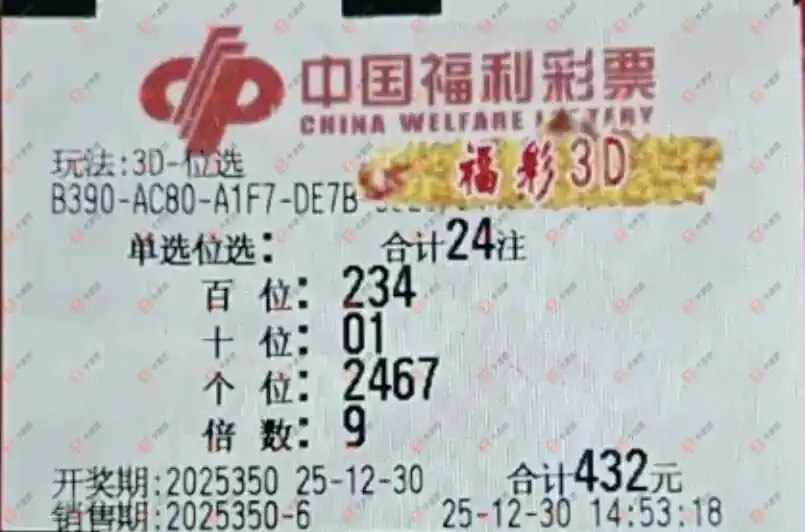 中国福利彩票
CHINA WELFARE LOTTERY
玩法:3D-位选
福彩3D
B390-AC80-A1F7-DE7B
单选位选: 合计24注
百 位: 234
十 位: 01
个 位: 2467
倍 数: 9
开奖期:2025350 25-12-30 合计432元
销售期:2025350-6 25-12-30 14:53:18